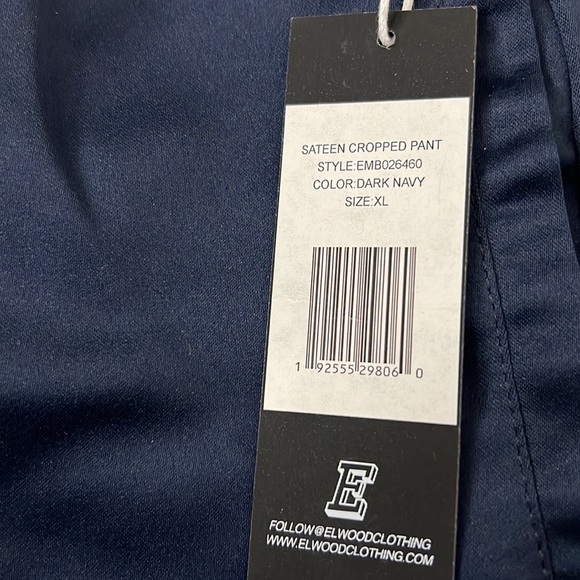 SATEEN CROPPED PANT
STYLE:EMB026460
COLOR:DARK NAVY
SIZE:XL
1 92555 29806 0
E
FOLLOW@ELWOODCLOTHING
WWW.ELWOODCLOTHING.COM